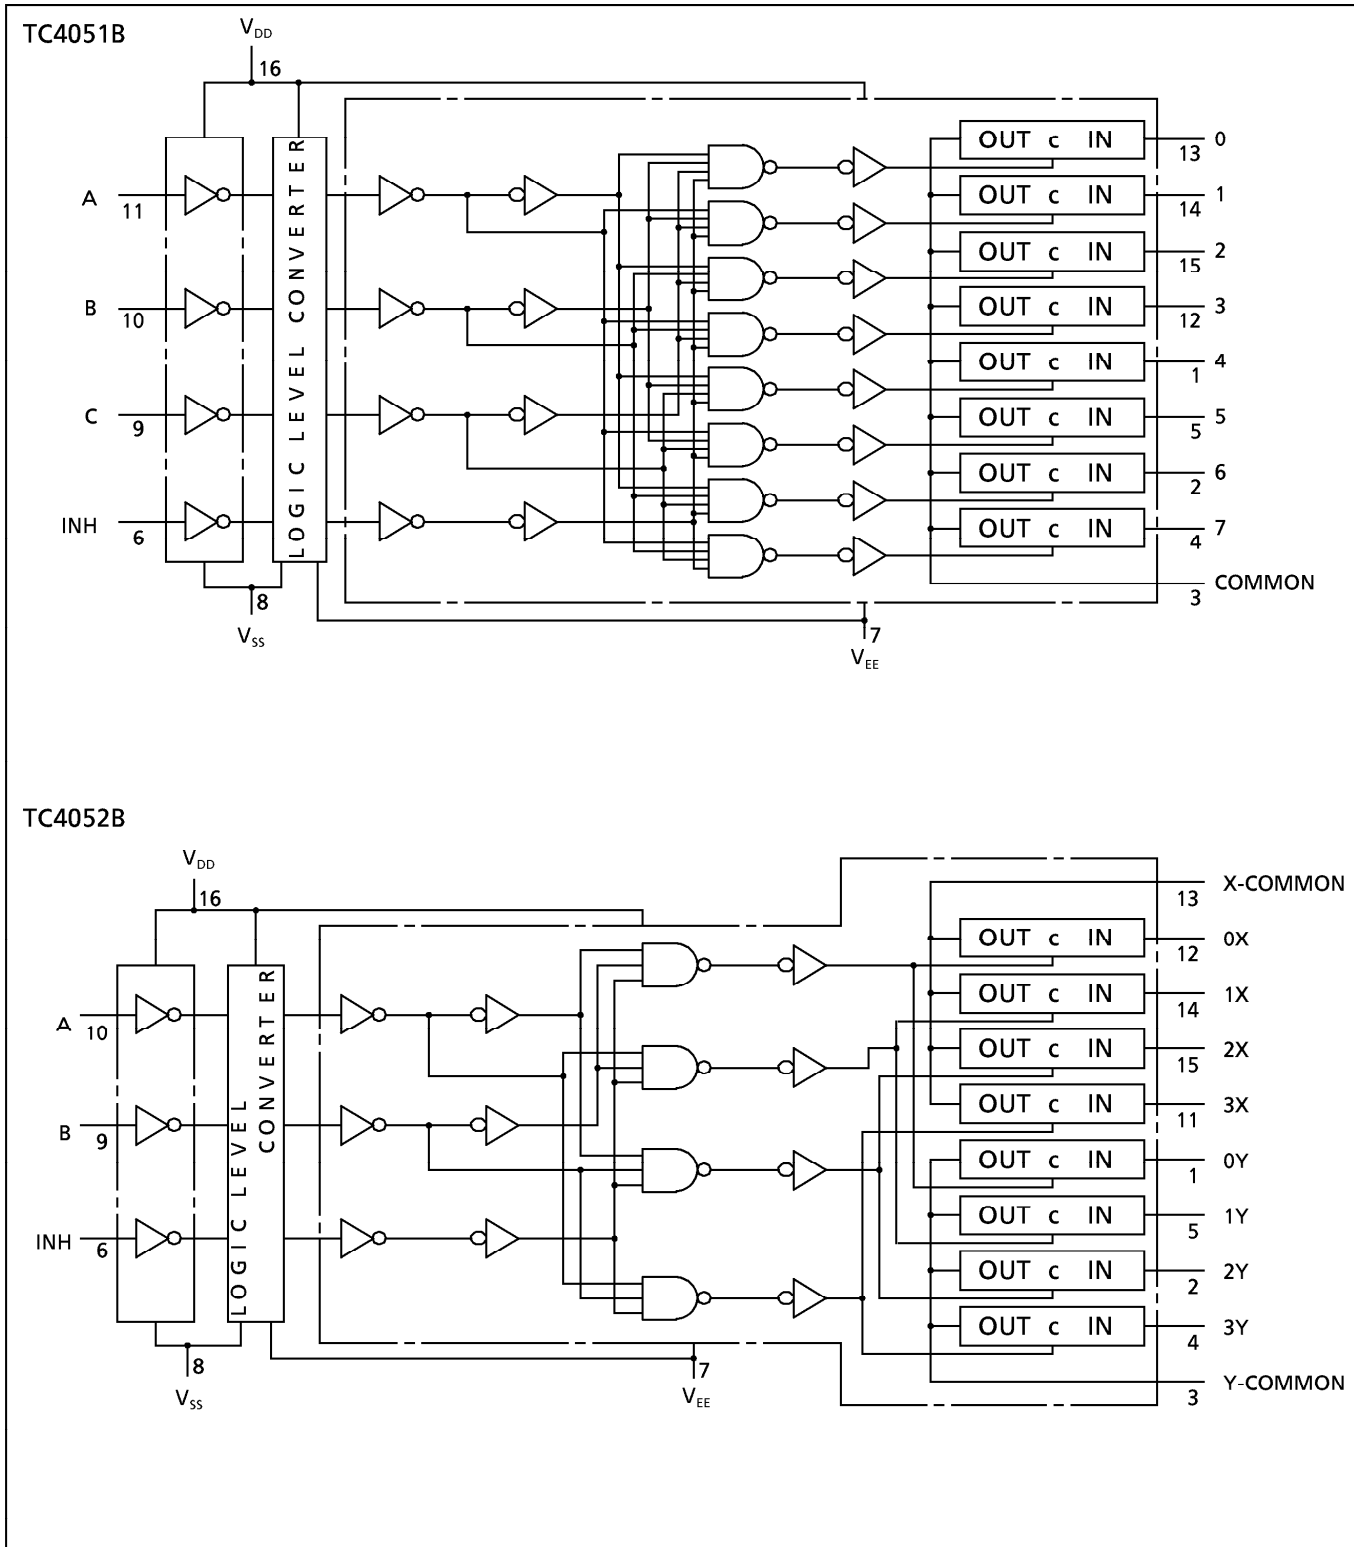 TC4051B
VDD
16
A
11
B
10
C
9
INH
6
LOGIC LEVEL CONVERTER
OUT c IN
13
0
OUT c IN
14
1
OUT c IN
15
2
OUT c IN
12
3
OUT c IN
1
4
OUT c IN
5
5
OUT c IN
2
6
OUT c IN
4
7
COMMON
3
8
VSS
7
VEE
TC4052B
VDD
16
A
10
B
9
INH
6
LOGIC LEVEL
CONVERTER
X-COMMON
13
OUT c IN
12
0X
OUT c IN
14
1X
OUT c IN
15
2X
OUT c IN
11
3X
OUT c IN
1
0Y
OUT c IN
5
1Y
OUT c IN
2
2Y
OUT c IN
4
3Y
Y-COMMON
3
8
VSS
7
VEE